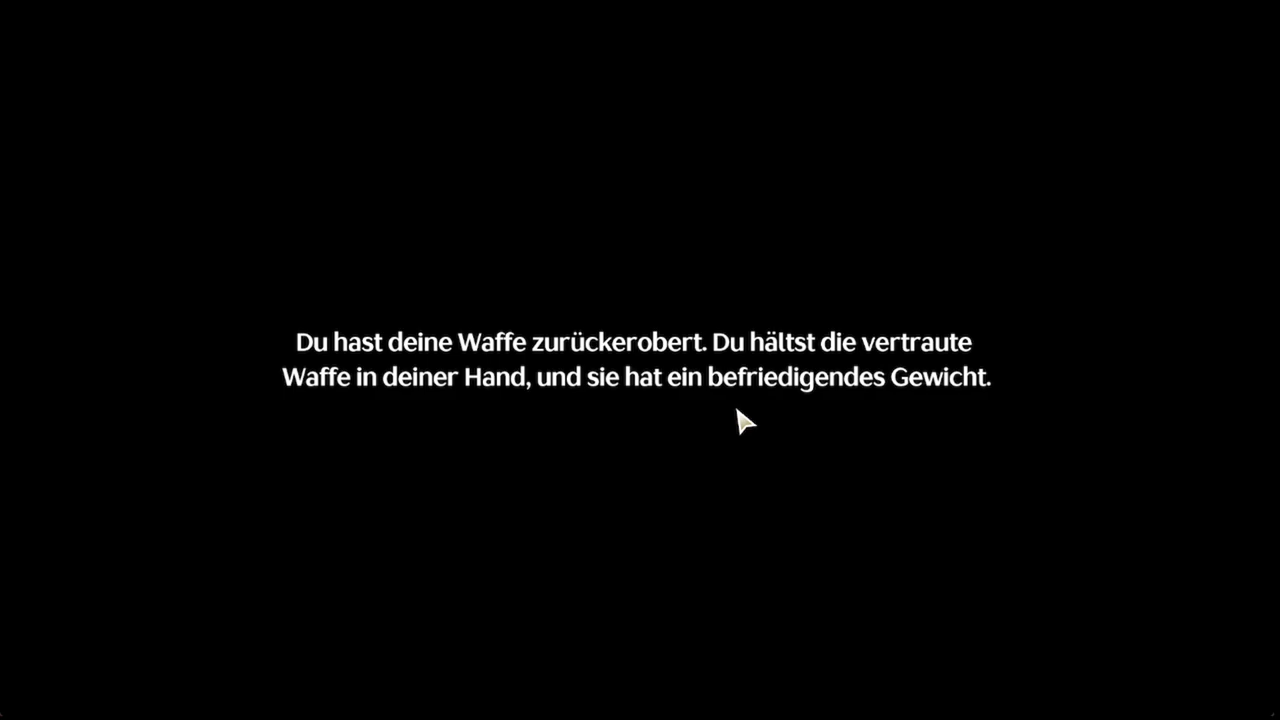 Du hast deine Waffe zurückerobert. Du hältst die vertraute
Waffe in deiner Hand, und sie hat ein befriedigendes Gewicht.